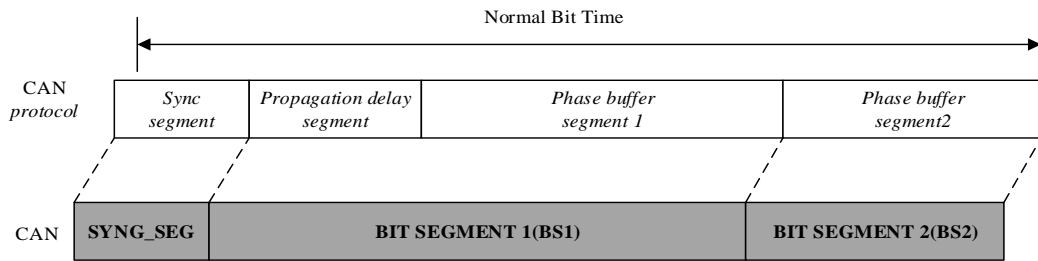 Normal Bit Time
CAN
protocol
Sync
segment
Propagation delay
segment
Phase buffer
segment 1
Phase buffer
segment2
CAN
SYNG_SEG
BIT SEGMENT 1(BS1)
BIT SEGMENT 2(BS2)